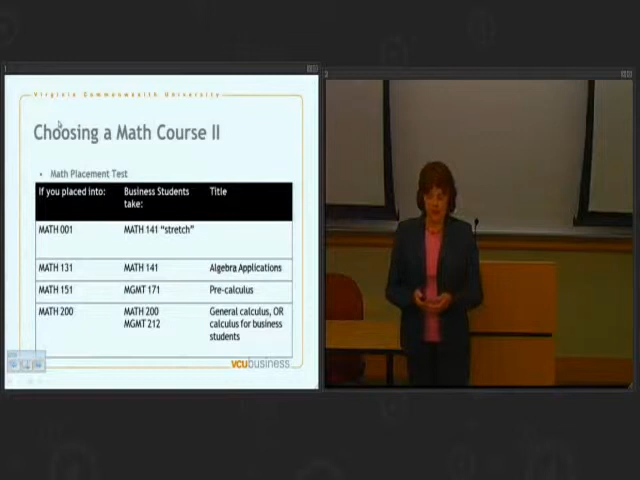 Virginia Commonwealth University
Choosing a Math Course II
• Math Placement Test
If you placed into: Business Students take: Title
MATH 001 MATH 141 "stretch"
MATH 131 MATH 141 Algebra Applications
MATH 151 MGMT 171 Pre-calculus
MATH 200 MATH 200 MGMT 212 General calculus, OR calculus for business students
vcubusiness